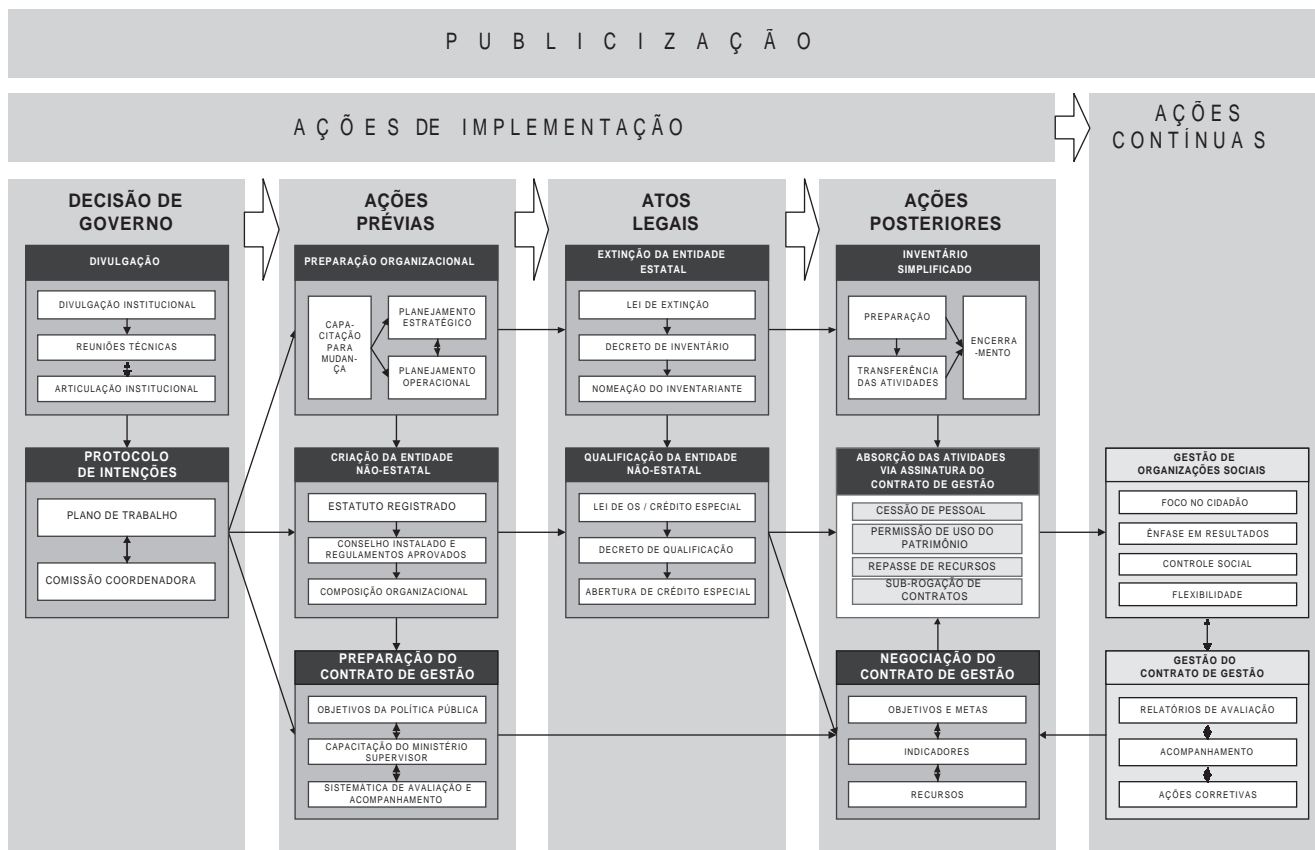 PUBLICIZAÇÃO
AÇÕES DE IMPLEMENTAÇÃO
AÇÕES
CONTÍNUAS
DECISÃO DE
GOVERNO
DIVULGAÇÃO
DIVULGAÇÃO INSTITUCIONAL
REUNIÕES TÉCNICAS
ARTICULAÇÃO INSTITUCIONAL
PROTOCOLO
DE INTENÇÕES
PLANO DE TRABALHO
COMISSÃO COORDENADORA
AÇÕES
PRÉVIAS
PREPARAÇÃO ORGANIZACIONAL
CAPA-
CITAÇÃO
PARA
MUDAN-
ÇA
PLANEJAMENTO
ESTRATÉGICO
PLANEJAMENTO
OPERACIONAL
CRIAÇÃO DA ENTIDADE
NÃO-ESTATAL
ESTATUTO REGISTRADO
CONSELHO INSTALADO E
REGULAMENTOS APROVADOS
COMPOSIÇÃO ORGANIZACIONAL
PREPARAÇÃO DO
CONTRATO DE GESTÃO
OBJETIVOS DA POLÍTICA PÚBLICA
CAPACITAÇÃO DO MINISTÉRIO
SUPERVISOR
SISTEMÁTICA DE AVALIAÇÃO E
ACOMPANHAMENTO
ATOS
LEGAIS
EXTINÇÃO DA ENTIDADE
ESTATAL
LEI DE EXTINÇÃO
DECRETO DE INVENTÁRIO
NOMEAÇÃO DO INVENTARIANTE
QUALIFICAÇÃO DA ENTIDADE
NÃO-ESTATAL
LEI DE OS / CRÉDITO ESPECIAL
DECRETO DE QUALIFICAÇÃO
ABERTURA DE CRÉDITO ESPECIAL
AÇÕES
POSTERIORES
INVENTÁRIO
SIMPLIFICADO
PREPARAÇÃO
TRANSFERÊNCIA
DAS ATIVIDADES
ENCERRA
-MENTO
ABSORÇÃO DAS ATIVIDADES
VIA ASSINATURA DO
CONTRATO DE GESTÃO
CESSÃO DE PESSOAL
PERMISSÃO DE USO DO
PATRIMÔNIO
REPASSE DE RECURSOS
SUB-ROGAÇÃO DE
CONTRATOS
NEGOCIAÇÃO DO
CONTRATO DE GESTÃO
OBJETIVOS E METAS
INDICADORES
RECURSOS
GESTÃO DE
ORGANIZAÇÕES SOCIAIS
FOCO NO CIDADÃO
ÊNFASE EM RESULTADOS
CONTROLE SOCIAL
FLEXIBILIDADE
GESTÃO DO
CONTRATO DE GESTÃO
RELATÓRIOS DE AVALIAÇÃO
ACOMPANHAMENTO
AÇÕES CORRETIVAS